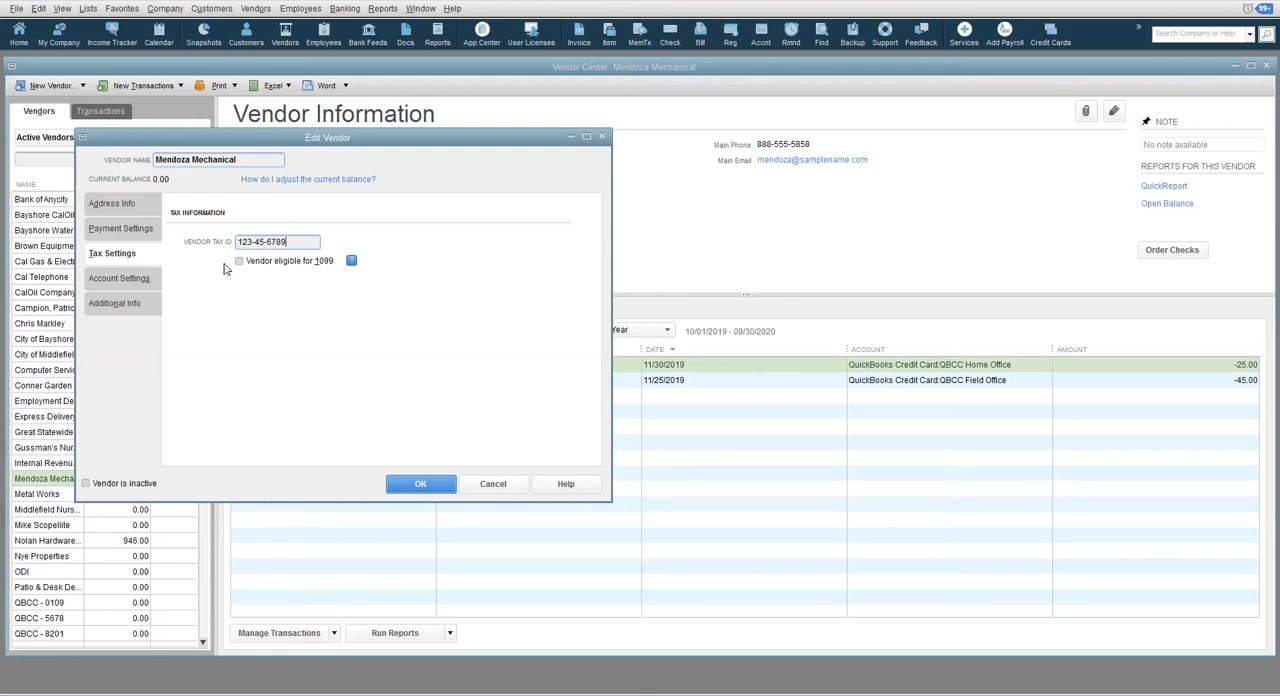 File Edit View Lists Favorites Company Customers Vendors Employees Banking Reports Window Help 99+
Home My Company Income Tracker Calendar Snapshots Customers Vendors Employees Bank Feeds Docs Reports App Center User Licenses Invoice Item MemTx Check Bill Reg Accnt Rmnd Find Backup Support Feedback » Services Add Payroll Credit Cards Search Company or Help
Vendor Center: Mendoza Mechanical
New Vendor... New Transactions Print Excel Word
Vendors Transactions
Active Vendors
NAME
Bank of Anycity
Bayshore CalOil
Bayshore Water
Brown Equipme
Cal Gas & Elect
Cal Telephone
CalOil Company
Campion, Patric
Chris Markley
City of Bayshore
City of Middlefiel
Computer Servic
Conner Garden
Employment De
Express Delivery
Great Statewide
Gussman's Nur
Internal Revenu
Mendoza Mecha
Metal Works
Middlefield Nurs... 0.00
Mike Scopellite 0.00
Nolan Hardware... 946.00
Nye Properties 0.00
ODI 0.00
Patio & Desk De... 0.00
QBCC - 0109 0.00
QBCC - 5678 0.00
QBCC - 8201 0.00
Vendor Information
Main Phone 888-555-5858
Main Email mendoza@samplename.com
NOTE
No note available
REPORTS FOR THIS VENDOR
QuickReport
Open Balance
Order Checks
Edit Vendor
VENDOR NAME Mendoza Mechanical
CURRENT BALANCE 0.00 How do I adjust the current balance?
Address Info
Payment Settings
Tax Settings
Account Settings
Additional Info
TAX INFORMATION
VENDOR TAX ID 123-45-6789
Vendor eligible for 1099 ?
Vendor is inactive
OK Cancel Help
Year 10/01/2019 - 09/30/2020
DATE ACCOUNT AMOUNT
11/30/2019 QuickBooks Credit Card:QBCC Home Office -25.00
11/25/2019 QuickBooks Credit Card:QBCC Field Office -45.00
Manage Transactions Run Reports